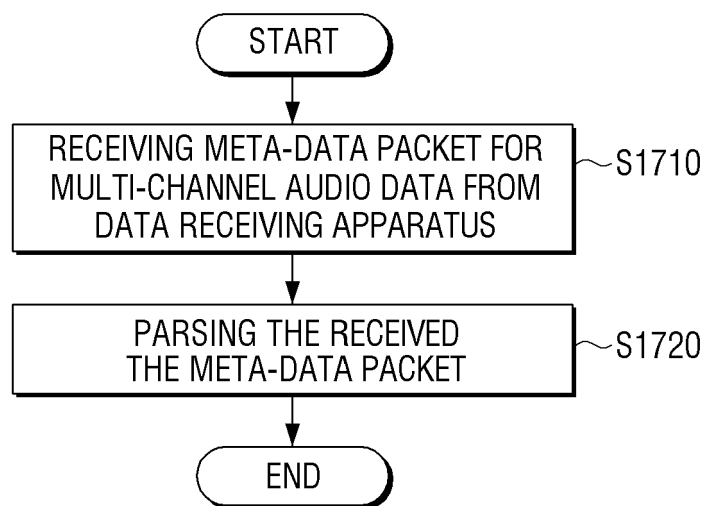 START
RECEIVING META-DATA PACKET FOR
MULTI-CHANNEL AUDIO DATA FROM
DATA RECEIVING APPARATUS
S1710
PARSING THE RECEIVED
THE META-DATA PACKET
S1720
END